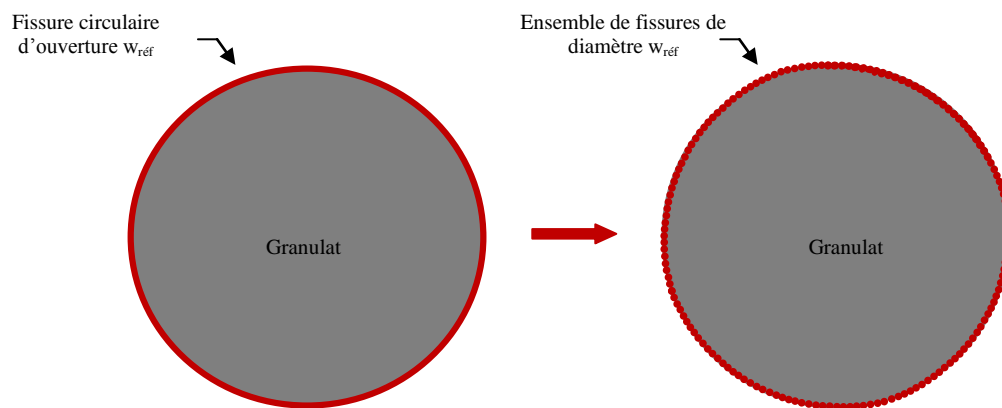 Fissure circulaire
d’ouverture wréf
Ensemble de fissures de
diamètre wréf
Granulat
Granulat